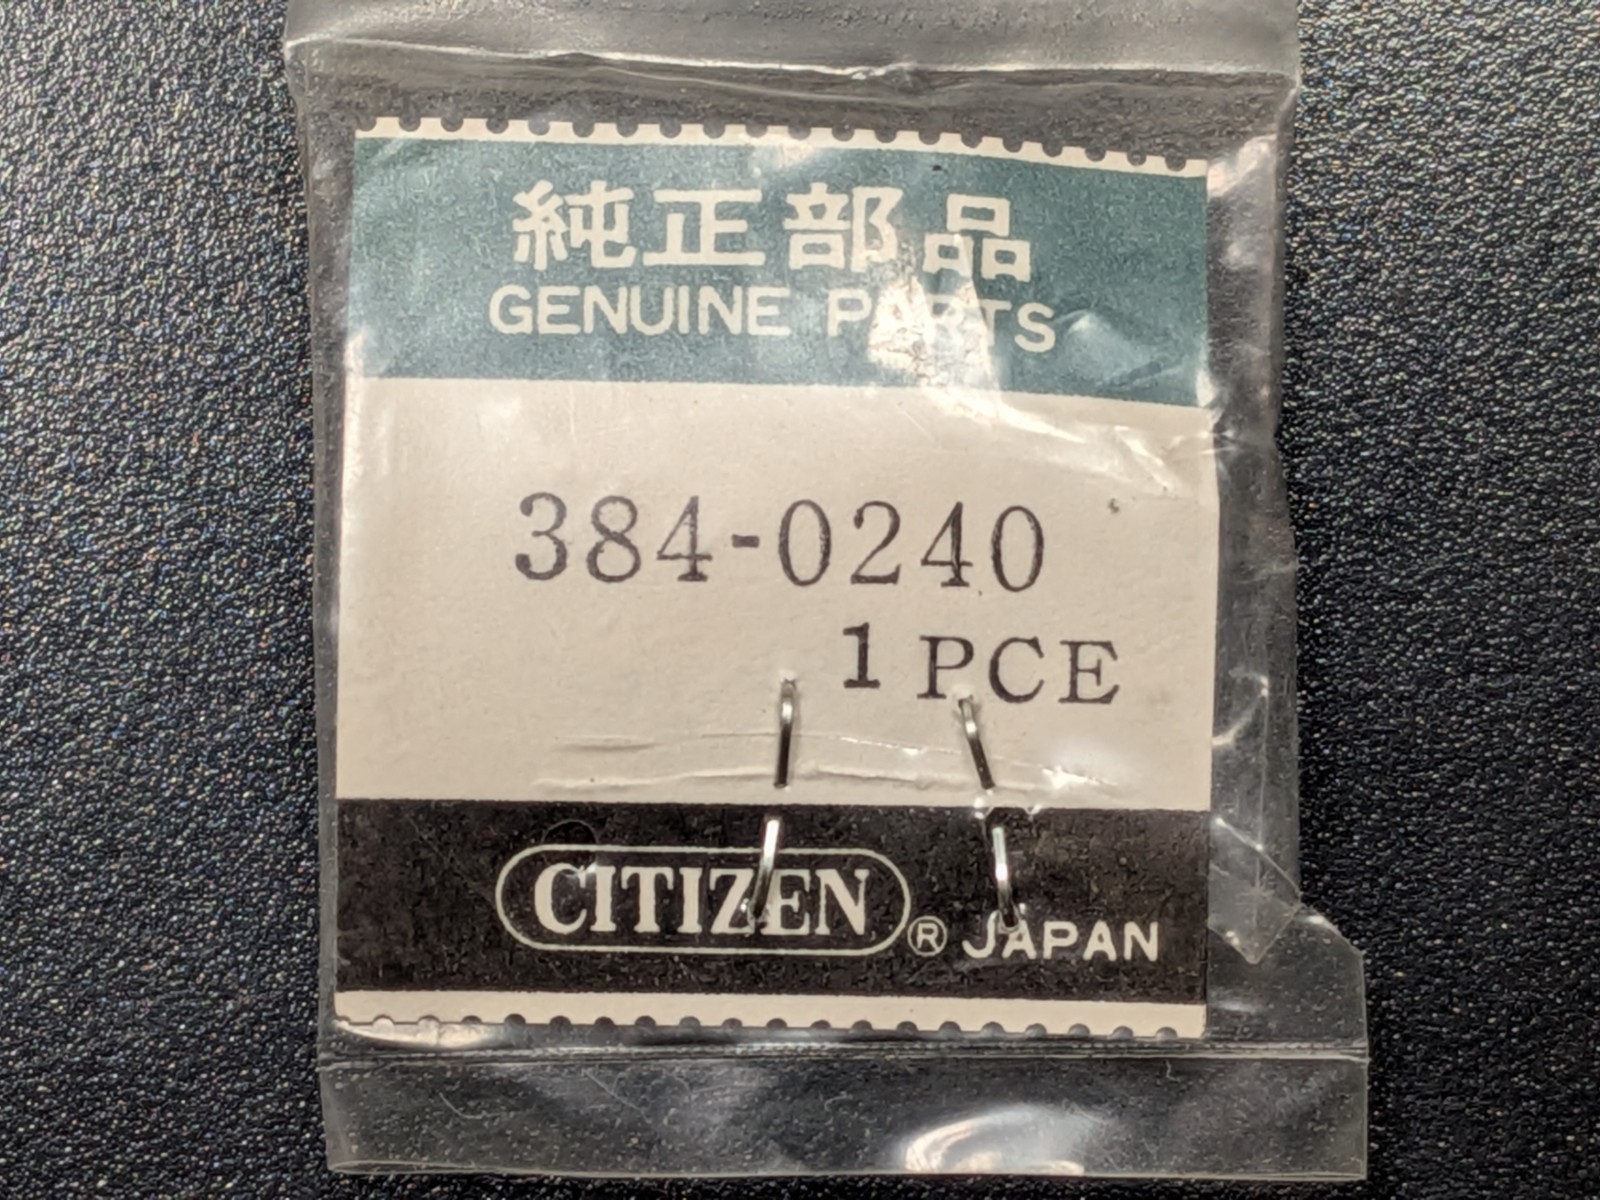 純正部品
GENUINE PARTS
384-0240
1 PCE
CITIZEN ® JAPAN